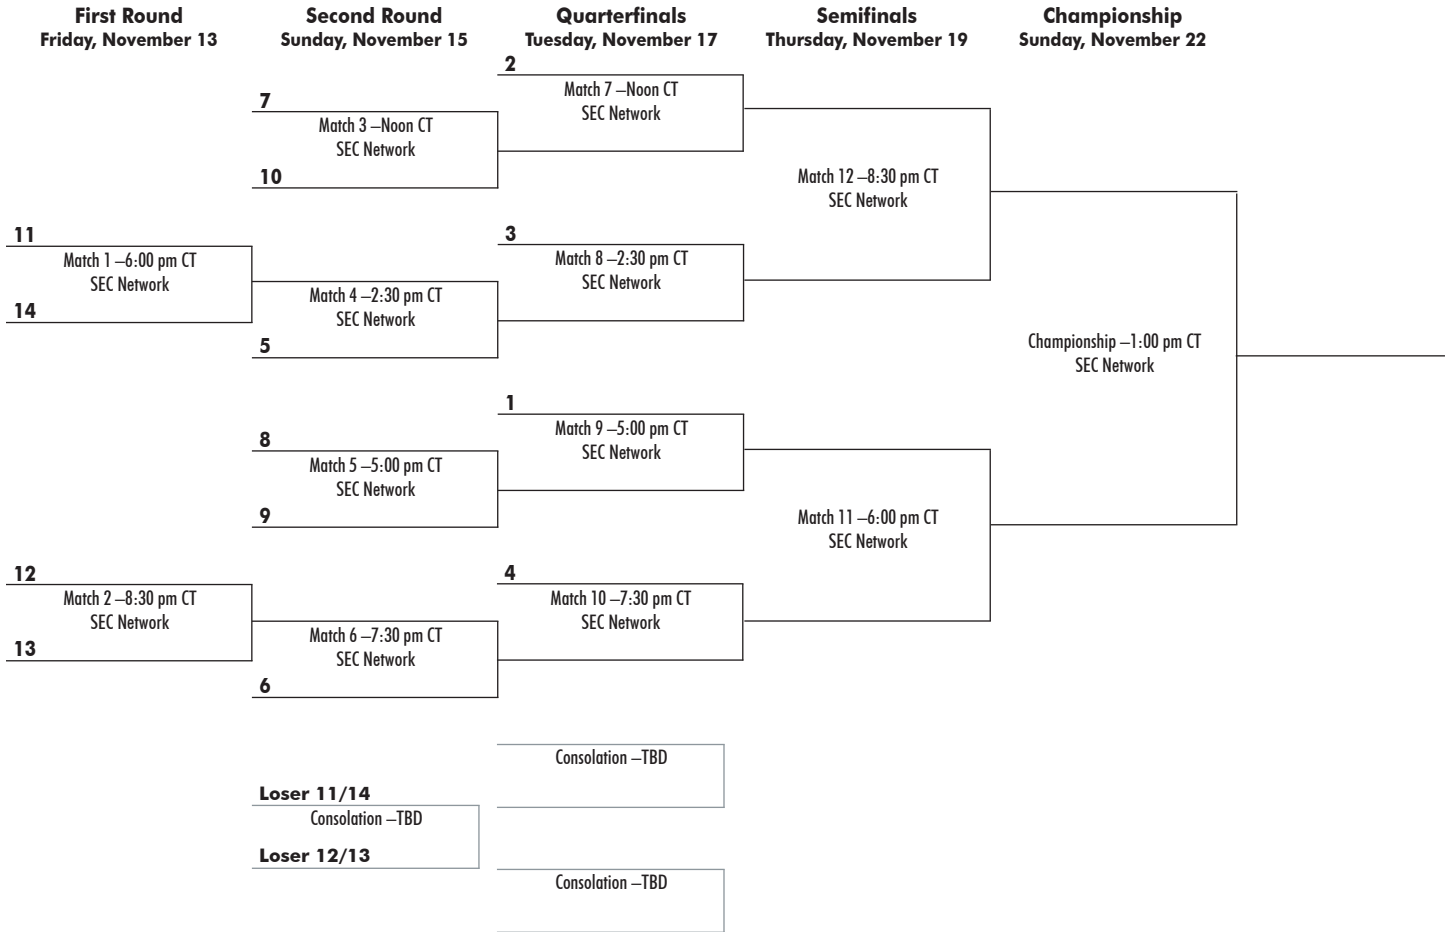 First Round
Friday, November 13
Second Round
Sunday, November 15
Quarterfinals
Tuesday, November 17
Semifinals
Thursday, November 19
Championship
Sunday, November 22
11
Match 1 –6:00 pm CT
SEC Network
14
12
Match 2 –8:30 pm CT
SEC Network
13
7
Match 3 –Noon CT
SEC Network
10
Match 4 –2:30 pm CT
SEC Network
5
8
Match 5 –5:00 pm CT
SEC Network
9
Match 6 –7:30 pm CT
SEC Network
6
Loser 11/14
Consolation –TBD
Loser 12/13
2
Match 7 –Noon CT
SEC Network
3
Match 8 –2:30 pm CT
SEC Network
1
Match 9 –5:00 pm CT
SEC Network
4
Match 10 –7:30 pm CT
SEC Network
Consolation –TBD
Consolation –TBD
Match 12 –8:30 pm CT
SEC Network
Match 11 –6:00 pm CT
SEC Network
Championship –1:00 pm CT
SEC Network